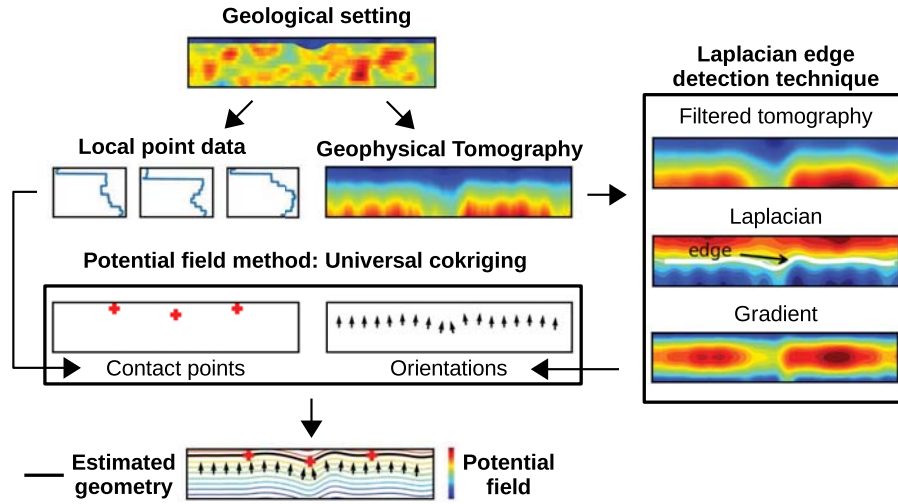 Geological setting
Laplacian edge
detection technique
Filtered tomography
Local point data
Geophysical Tomography
Laplacian
edge
Potential field method: Universal cokriging
Gradient
Contact points
Orientations
Estimated
geometry
Potential
field